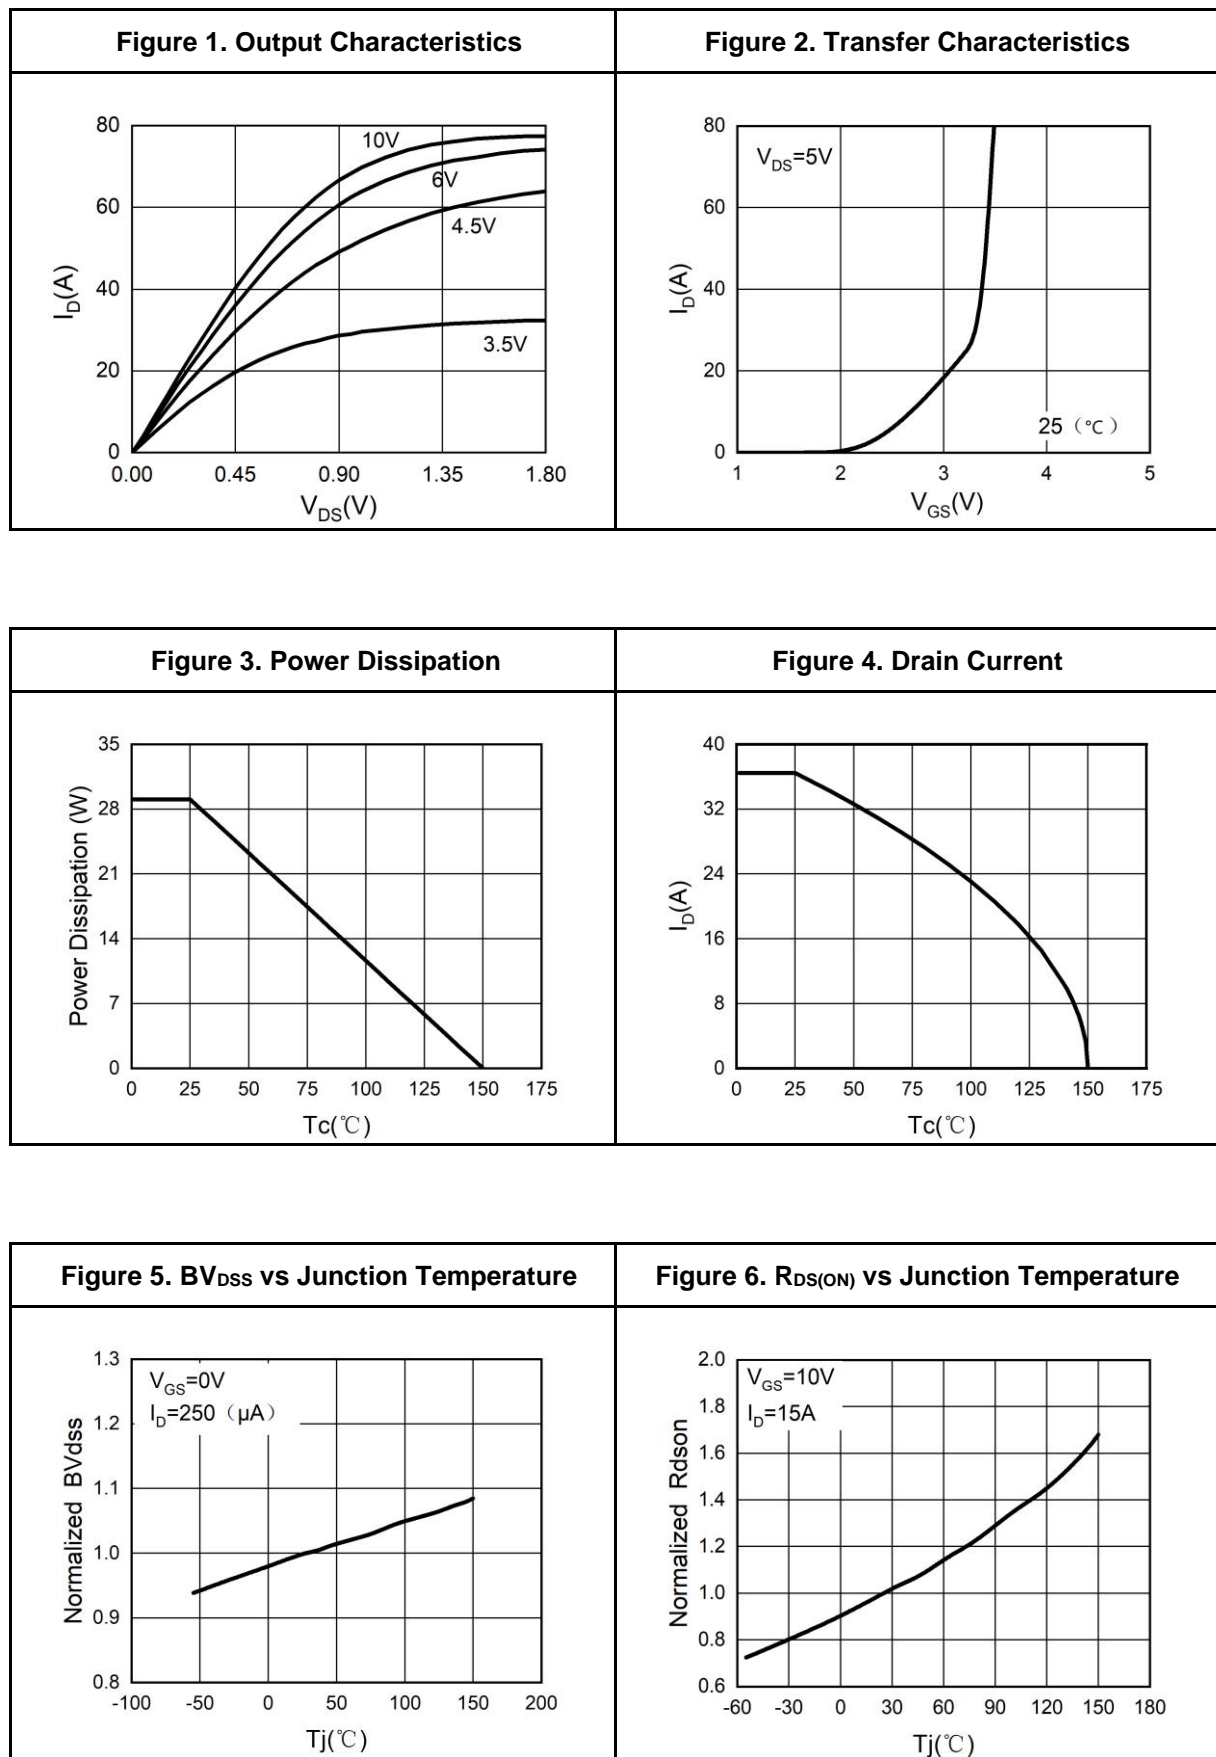 Figure 1. Output Characteristics
Figure 2. Transfer Characteristics
80
60
40
20
0
I_D(A)
10V
6V
4.5V
3.5V
0.00 0.45 0.90 1.35 1.80
V_DS(V)
80
60
40
20
0
I_D(A)
V_DS=5V
25（℃）
1 2 3 4 5
V_GS(V)
Figure 3. Power Dissipation
Figure 4. Drain Current
35
28
21
14
7
0
Power Dissipation (W)
0 25 50 75 100 125 150 175
Tc(℃)
40
32
24
16
8
0
I_D(A)
0 25 50 75 100 125 150 175
Tc(℃)
Figure 5. BV_DSS vs Junction Temperature
Figure 6. R_DS(ON) vs Junction Temperature
1.3
1.2
1.1
1.0
0.9
0.8
Normalized BVdss
V_GS=0V
I_D=250（μA）
-100 -50 0 50 100 150 200
Tj(℃)
2.0
1.8
1.6
1.4
1.2
1.0
0.8
0.6
Normalized Rdson
V_GS=10V
I_D=15A
-60 -30 0 30 60 90 120 150 180
Tj(℃)